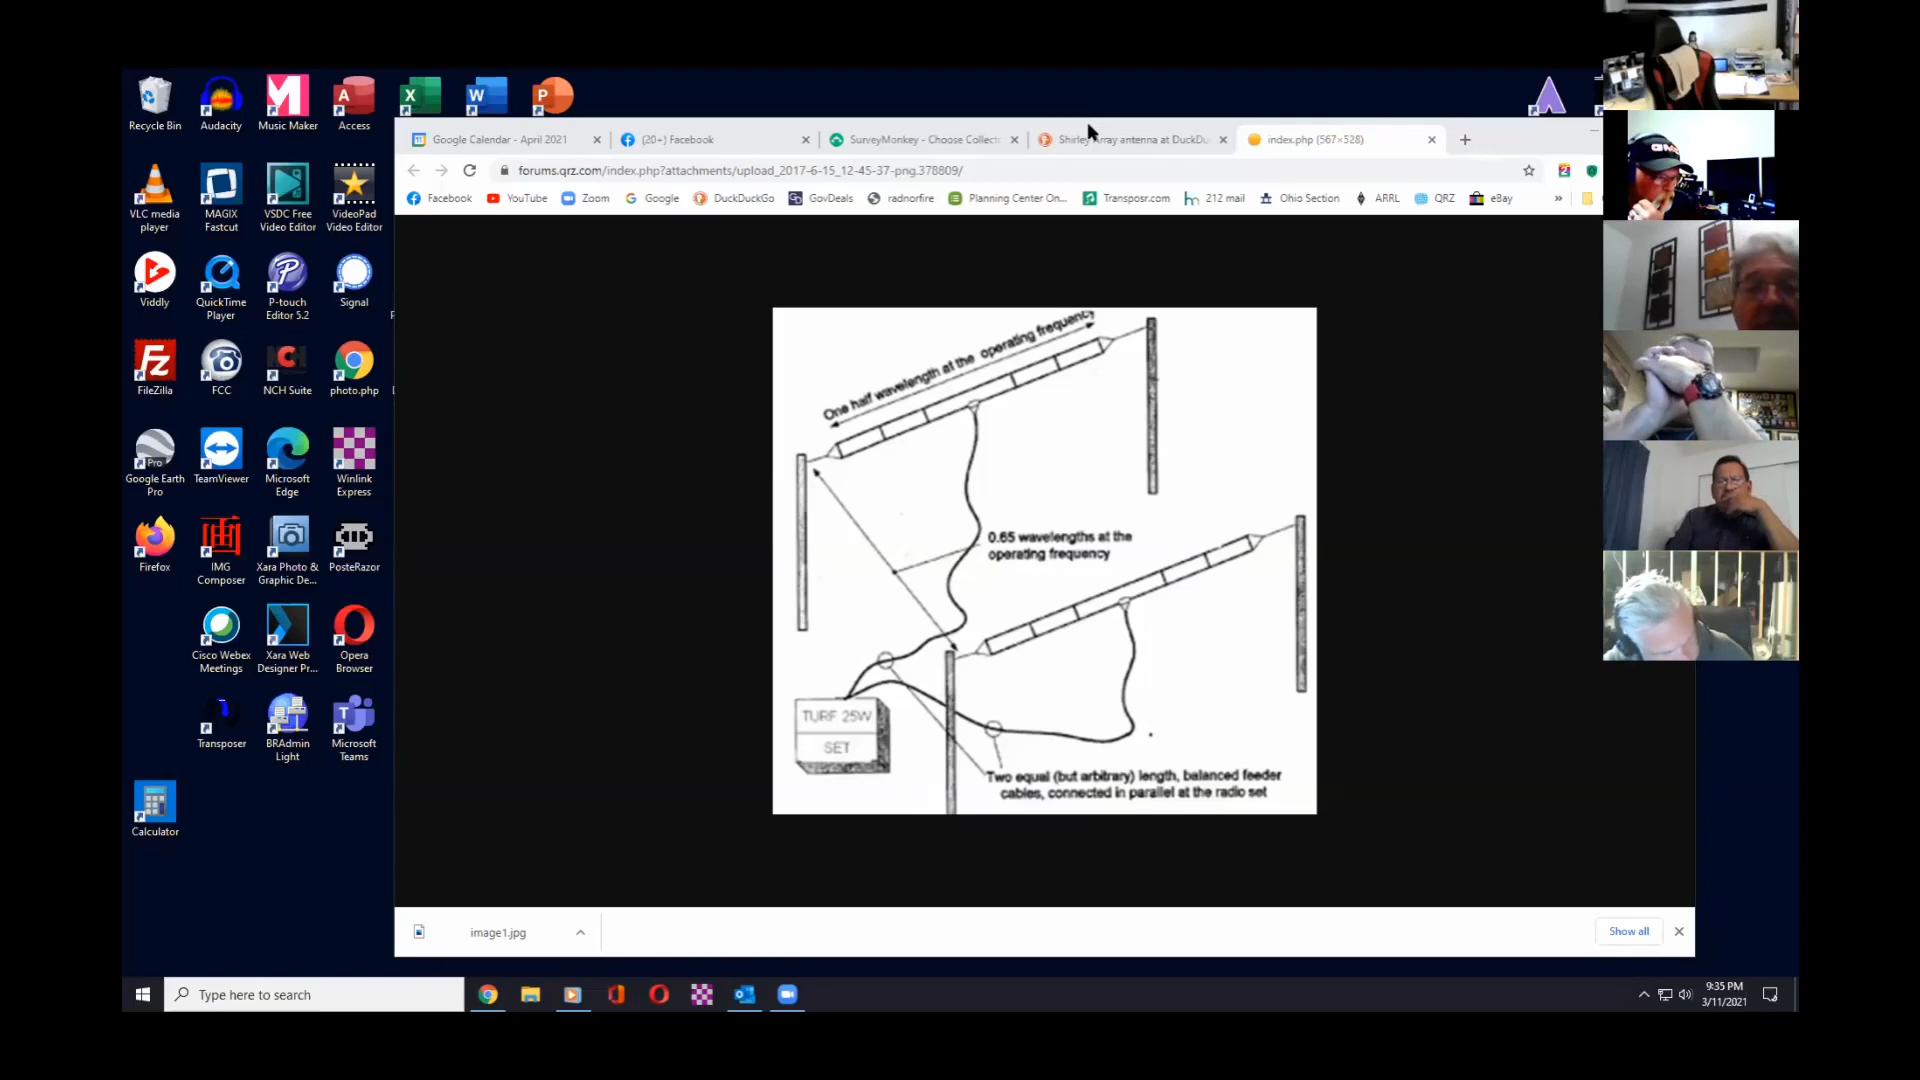 Recycle Bin
Audacity
Music Maker
Access
VLC media
player
MAGIX
Fastcut
VSDC Free
Video Editor
VideoPad
Video Editor
Viddly
QuickTime
Player
P-touch
Editor 5.2
Signal
FileZilla
FCC
NCH Suite
photo.php
Google Earth
Pro
TeamViewer
Microsoft
Edge
Winlink
Express
Firefox
IMG
Composer
Xara Photo &
Graphic De...
PosteRazor
Cisco Webex
Meetings
Xara Web
Designer Pr...
Opera
Browser
Transposer
BRAdmin
Light
Microsoft
Teams
Calculator
Google Calendar - April 2021
(20+) Facebook
SurveyMonkey - Choose Collect
Shirley Array antenna at DuckDu
index.php (567×528)
forums.qrz.com/index.php?attachments/upload_2017-6-15_12-45-37-png.378809/
Facebook
YouTube
Zoom
Google
DuckDuckGo
GovDeals
radnorfire
Planning Center On...
Transposr.com
212 mail
Ohio Section
ARRL
QRZ
eBay
One half wavelength at the operating frequency
0.65 wavelengths at the
operating frequency
TURF 25W
SET
Two equal (but arbitrary) length, balanced feeder
cables, connected in parallel at the radio set
image1.jpg
Show all
Type here to search
9:35 PM
3/11/2021